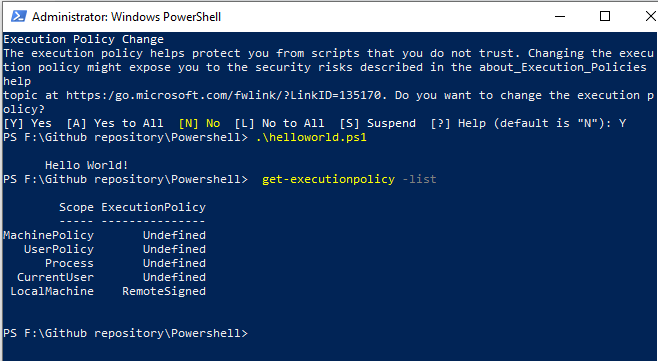 Administrator: Windows PowerShell
Execution Policy Change
The execution policy helps protect you from scripts that you do not trust. Changing the execu
tion policy might expose you to the security risks described in the about_Execution_Policies
help
topic at https:/go.microsoft.com/fwlink/?LinkID=135170. Do you want to change the execution p
olicy?
[Y] Yes  [A] Yes to All  [N] No  [L] No to All  [S] Suspend  [?] Help (default is "N"): Y
PS F:\Github repository\Powershell> .\helloworld.ps1
Hello World!
PS F:\Github repository\Powershell>  get-executionpolicy -list
Scope ExecutionPolicy
----- ---------------
MachinePolicy       Undefined
UserPolicy       Undefined
Process       Undefined
CurrentUser       Undefined
LocalMachine    RemoteSigned
PS F:\Github repository\Powershell>